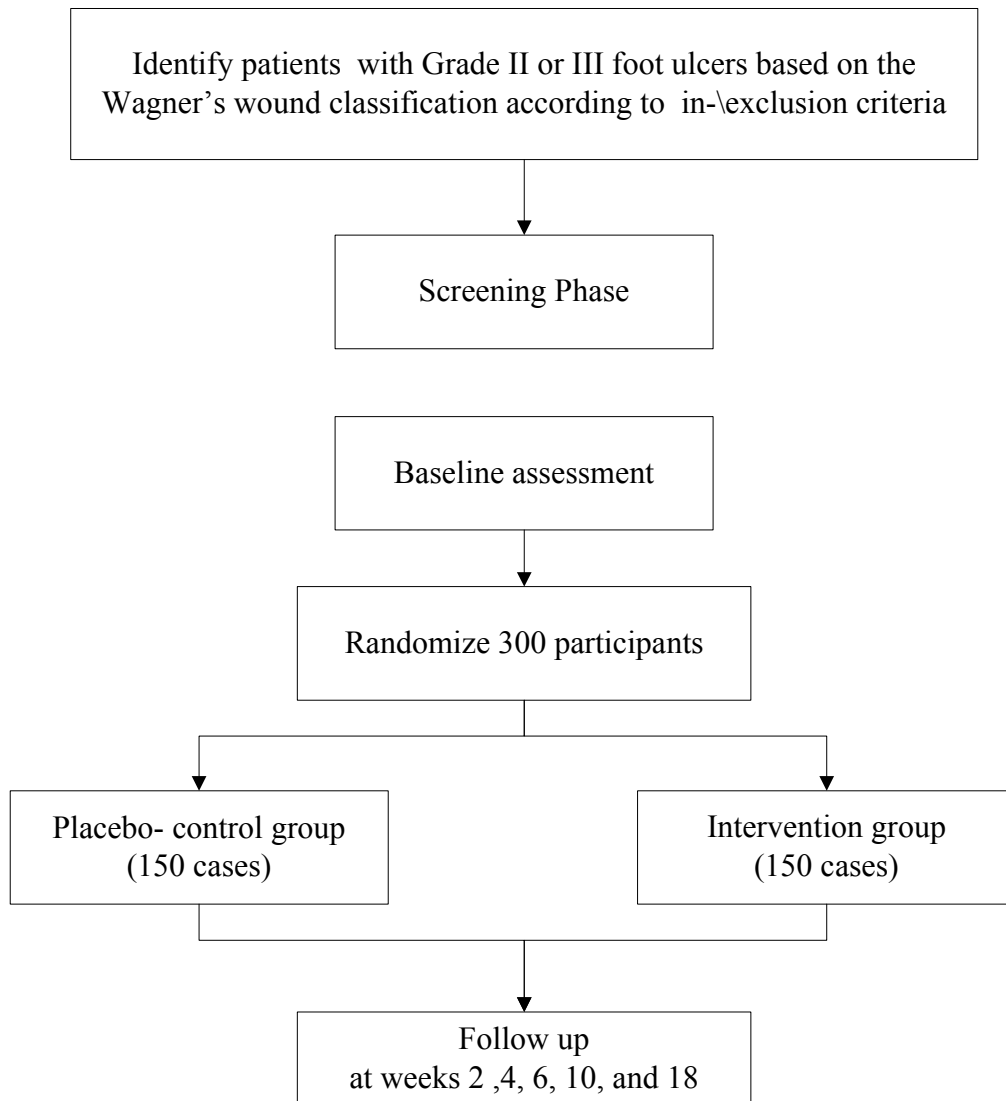 Identify patients with Grade II or III foot ulcers based on the
Wagner’s wound classification according to in-\exclusion criteria
Screening Phase
Baseline assessment
Randomize 300 participants
Placebo- control group
(150 cases)
Intervention group
(150 cases)
Follow up
at weeks 2 ,4, 6, 10, and 18